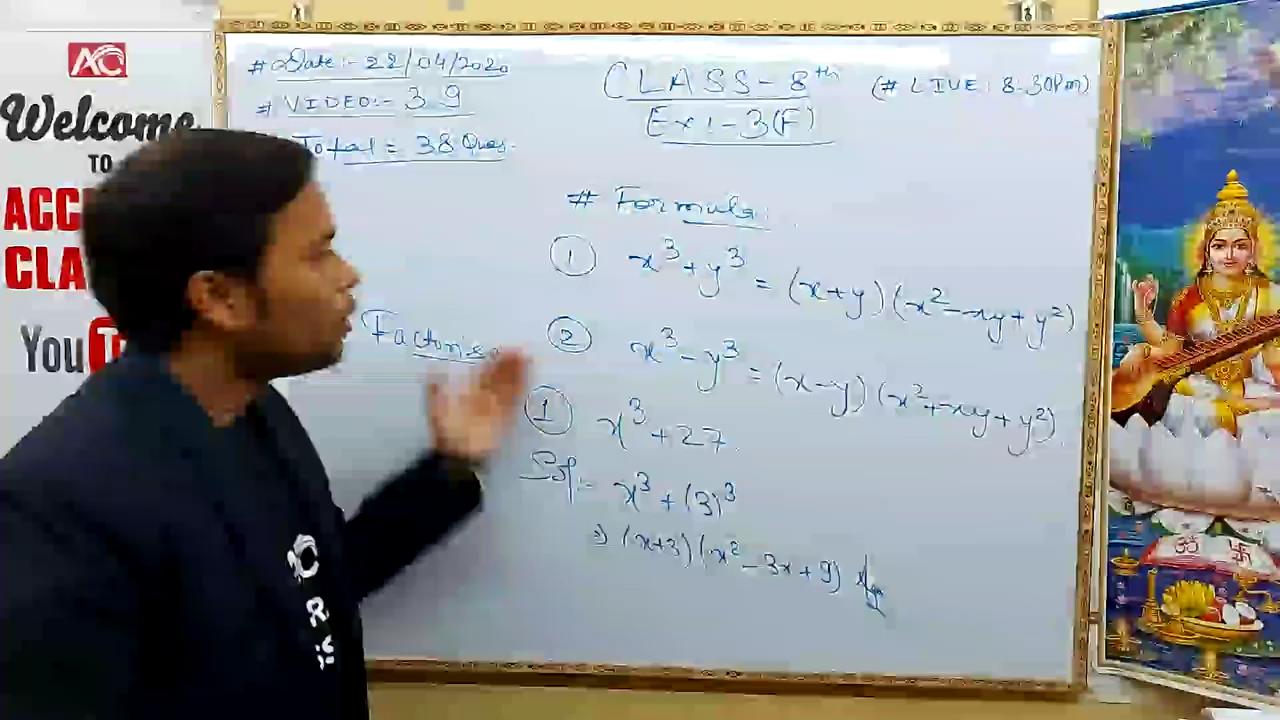 AC
Welcome
TO
ACC
CLA
YouT
# Date:- 28/04/2020
# VIDEO:- 39
Total = 38 Ques.
CLASS - 8th
(# LIVE: 8:30Pm)
Ex:- 3(F)
# Formula:
① x³ + y³ = (x+y)(x² - xy + y²)
Factorise
② x³ - y³ = (x-y)(x² + xy + y²)
① x³ + 27
Sol:- x³ + (3)³
⇒ (x+3)(x² - 3x + 9)